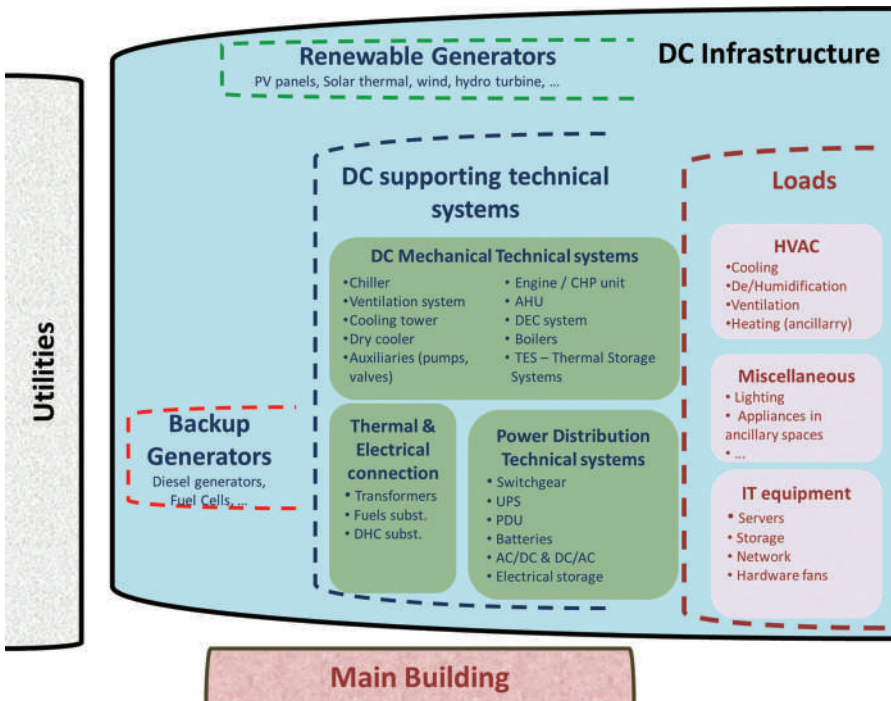 DC Infrastructure
Renewable Generators
PV panels, Solar thermal, wind, hydro turbine, ...
Utilities
DC supporting technical
systems
DC Mechanical Technical systems
•Chiller
•Ventilation system
•Cooling tower
•Dry cooler
•Auxiliaries (pumps,
valves)
• Engine / CHP unit
• AHU
• DEC system
• Boilers
• TES – Thermal Storage
Systems
Backup
Generators
Diesel generators,
Fuel Cells, ...
Thermal &
Electrical
connection
• Transformers
• Fuels subst.
• DHC subst.
Power Distribution
Technical systems
• Switchgear
• UPS
• PDU
• Batteries
• AC/DC & DC/AC
• Electrical storage
Loads
HVAC
•Cooling
•De/Humidification
•Ventilation
•Heating (ancillarry)
Miscellaneous
• Lighting
• Appliances in
ancillary spaces
• ...
IT equipment
• Servers
• Storage
• Network
• Hardware fans
Main Building